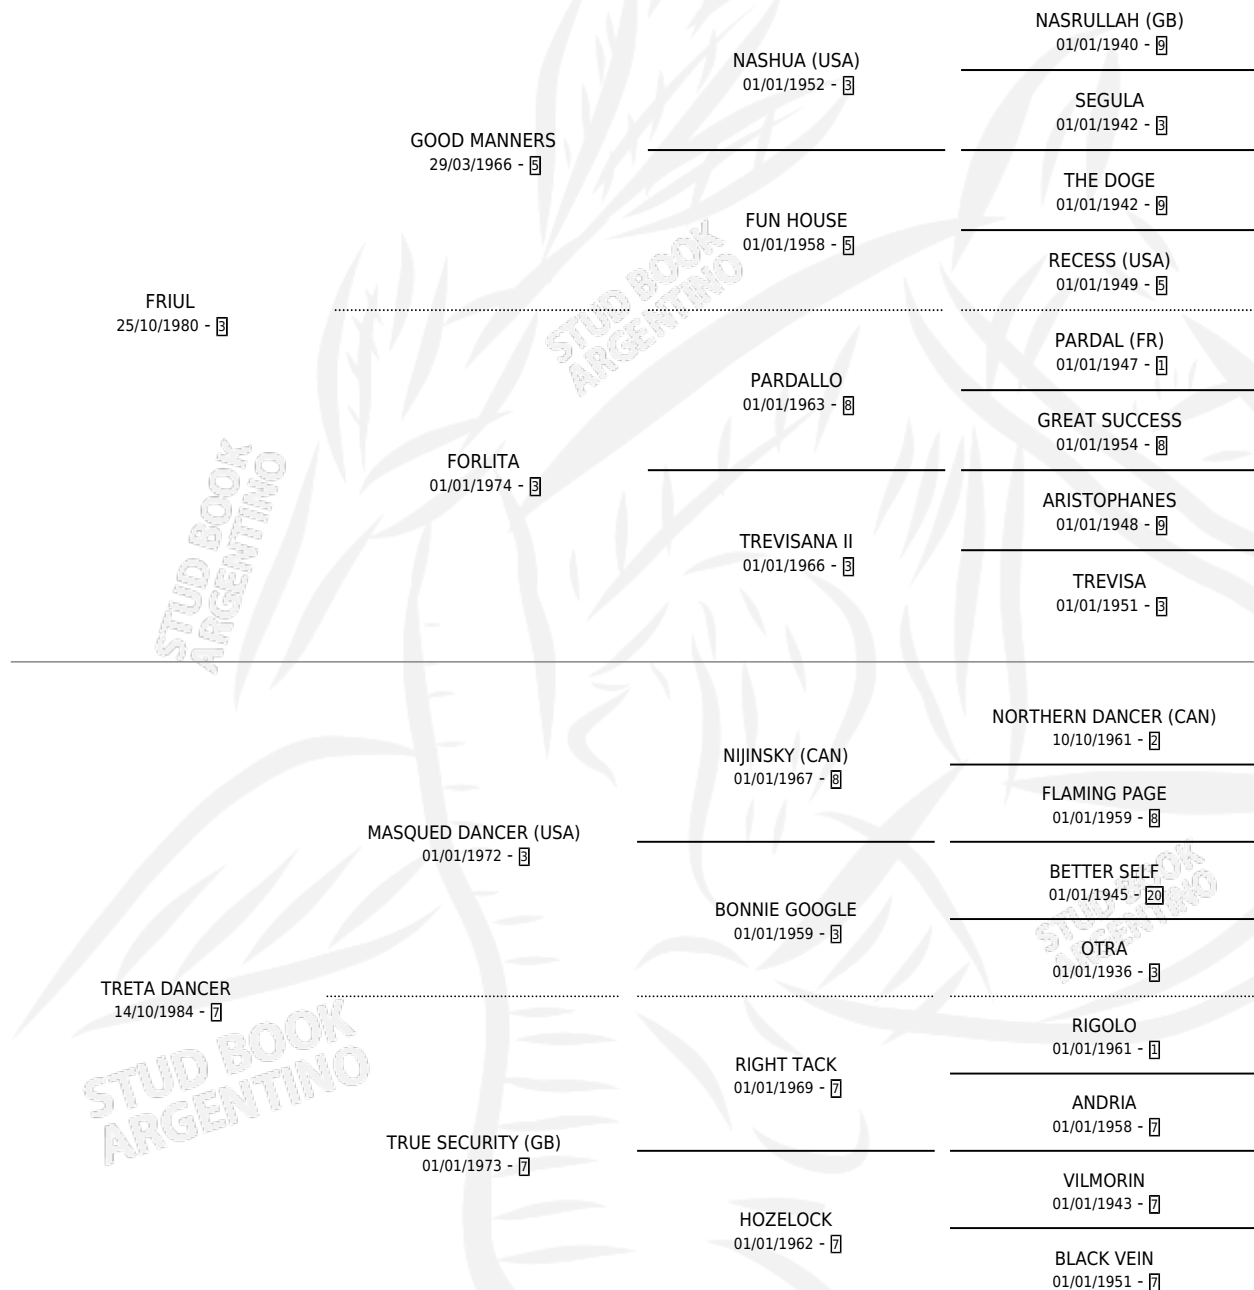 NASRULLAH (GB)
01/01/1940 - 9
NASHUA (USA)
01/01/1952 - 3
SEGULA
01/01/1942 - 3
GOOD MANNERS
29/03/1966 - 5
THE DOGE
01/01/1942 - 9
FUN HOUSE
01/01/1958 - 5
RECESS (USA)
01/01/1949 - 5
FRIUL
25/10/1980 - 3
PARDAL (FR)
01/01/1947 - 1
PARDALLO
01/01/1963 - 8
GREAT SUCCESS
01/01/1954 - 8
FORLITA
01/01/1974 - 3
ARISTOPHANES
01/01/1948 - 9
TREVISANA II
01/01/1966 - 3
TREVISA
01/01/1951 - 3
NORTHERN DANCER (CAN)
10/10/1961 - 2
NIJINSKY (CAN)
01/01/1967 - 8
FLAMING PAGE
01/01/1959 - 8
MASQUED DANCER (USA)
01/01/1972 - 3
BETTER SELF
01/01/1945 - 20
BONNIE GOOGLE
01/01/1959 - 3
OTRA
01/01/1936 - 3
TRETA DANCER
14/10/1984 - 7
RIGOLO
01/01/1961 - 1
RIGHT TACK
01/01/1969 - 7
ANDRIA
01/01/1958 - 7
TRUE SECURITY (GB)
01/01/1973 - 7
VILMORIN
01/01/1943 - 7
HOZELOCK
01/01/1962 - 7
BLACK VEIN
01/01/1951 - 7
STUD BOOK
ARGENTINO
STUD BOOK
ARGENTINO
STUD BOOK
ARGENTINO
STUD BOOK
ARGENTINO